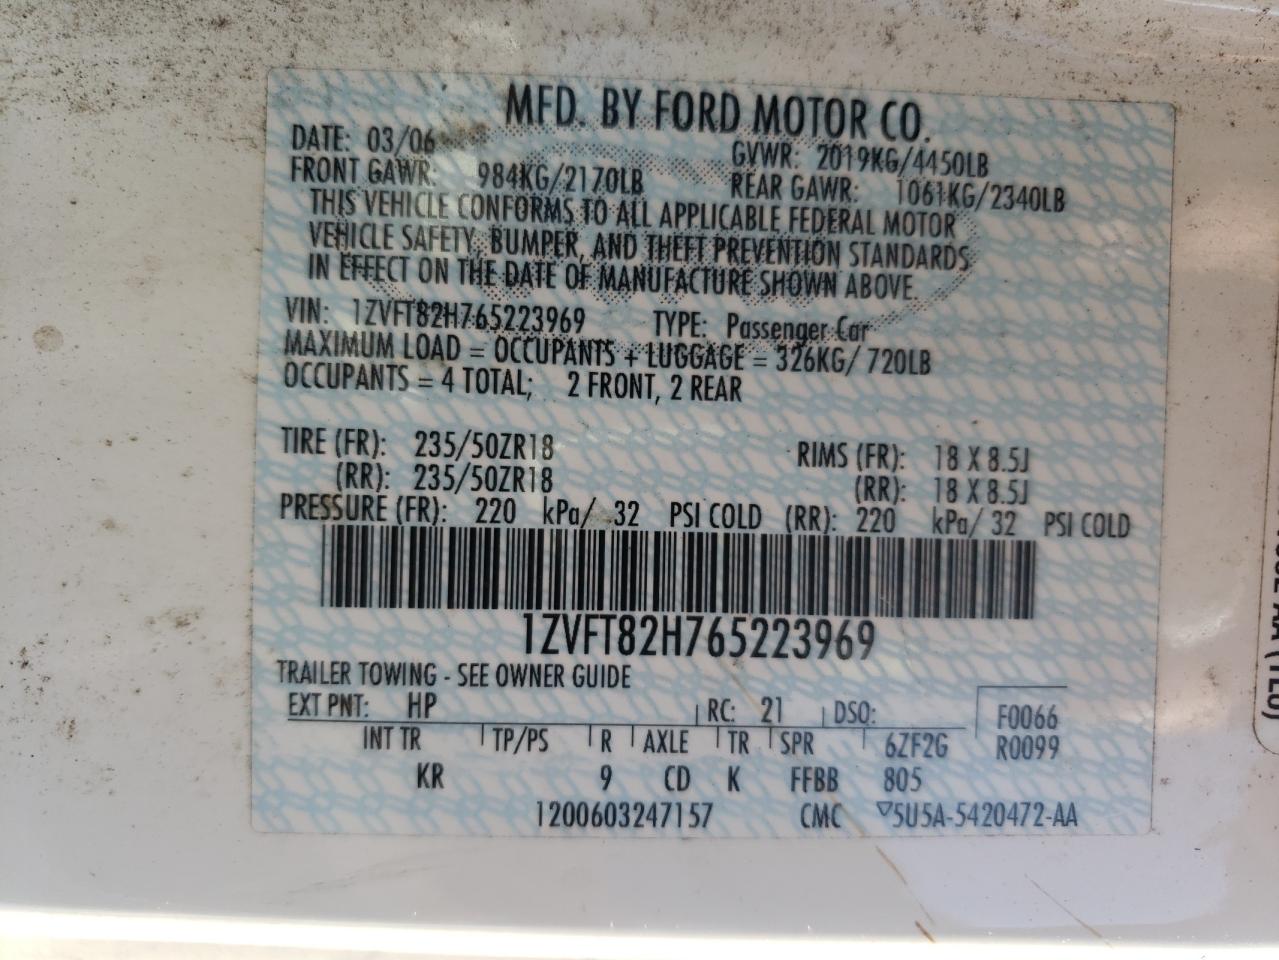 MFD. BY FORD MOTOR CO.
DATE: 03/06 GVWR: 2019KG/4450LB
FRONT GAWR: 984KG/2170LB REAR GAWR: 1061KG/2340LB
THIS VEHICLE CONFORMS TO ALL APPLICABLE FEDERAL MOTOR
VEHICLE SAFETY, BUMPER, AND THEFT PREVENTION STANDARDS
IN EFFECT ON THE DATE OF MANUFACTURE SHOWN ABOVE.
VIN: 1ZVFT82H765223969 TYPE: Passenger Car
MAXIMUM LOAD = OCCUPANTS + LUGGAGE = 326KG/ 720LB
OCCUPANTS = 4 TOTAL; 2 FRONT, 2 REAR
TIRE (FR): 235/50ZR18 RIMS (FR): 18 X 8.5J
(RR): 235/50ZR18 (RR): 18 X 8.5J
PRESSURE (FR): 220 kPa/ 32 PSI COLD (RR): 220 kPa/ 32 PSI COLD
1ZVFT82H765223969
TRAILER TOWING - SEE OWNER GUIDE
EXT PNT: HP RC: 21 DSO: F0066
INT TR TP/PS R AXLE TR SPR 6ZF2G R0099
KR 9 CD K FFBB 805
1200603247157 CMC ▽5U5A-5420472-AA